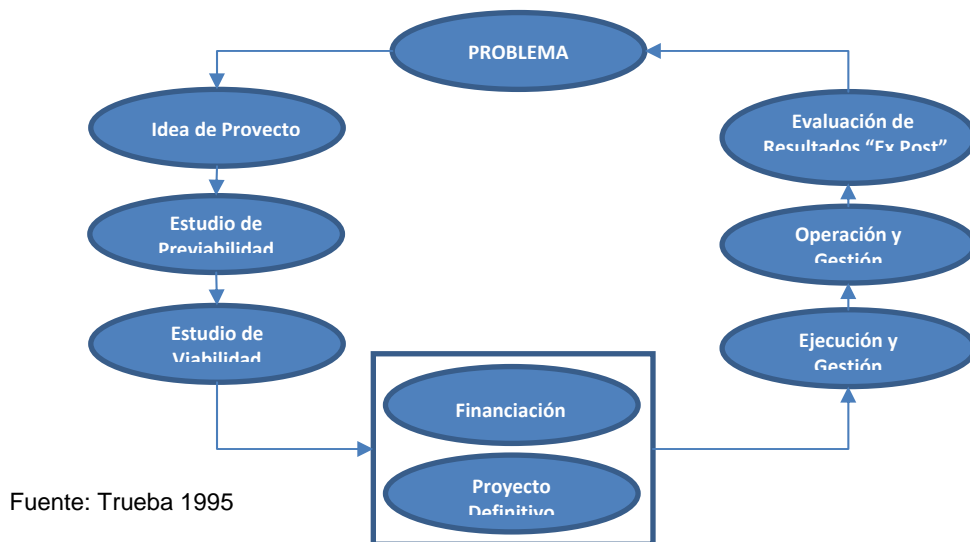 PROBLEMA
Idea de Proyecto
Estudio de
Previabilidad
Estudio de
Viabilidad
Financiación
Proyecto
Definitivo
Ejecución y
Gestión
Operación y
Gestión
Evaluación de
Resultados “Ex Post”
Fuente: Trueba 1995